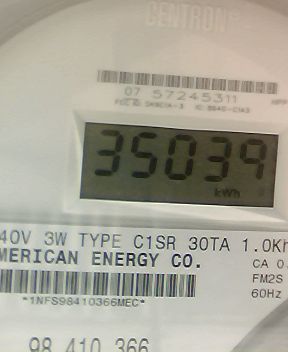 CENTRON
07 57245311
35039
kWh
40V 3W TYPE C1SR 30TA 1.0Kh
MERICAN ENERGY CO.
CA 0.
FM2S
60Hz
*1NFS98410366MEC*
98 410 366